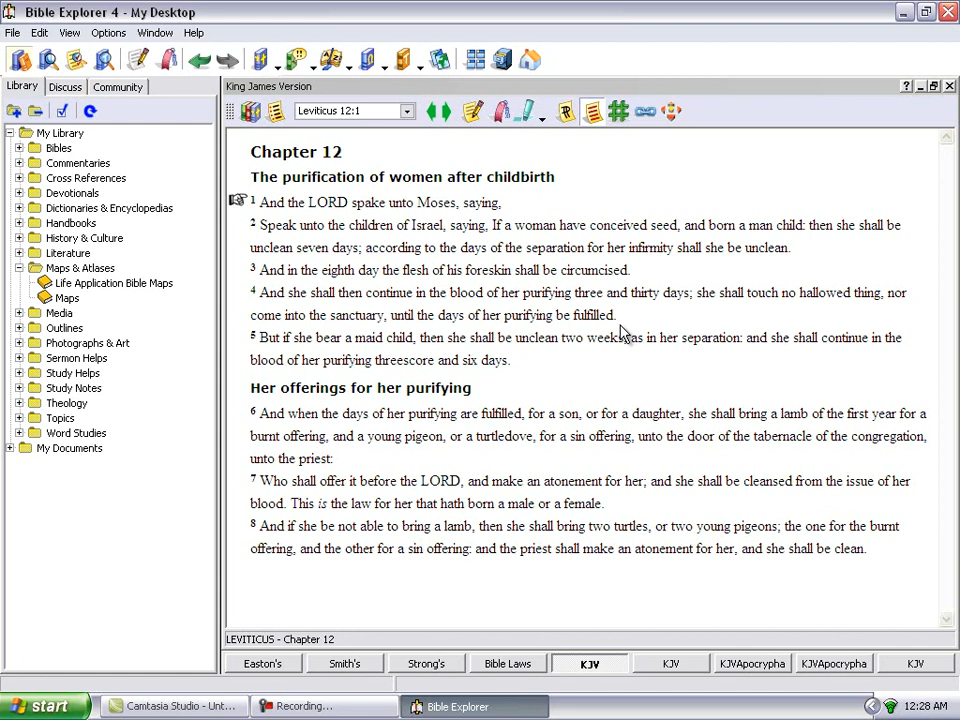 Bible Explorer 4 - My Desktop
File Edit View Options Window Help
Library Discuss Community
King James Version
Leviticus 12:1
My Library
Bibles
Commentaries
Cross References
Devotionals
Dictionaries & Encyclopedias
Handbooks
History & Culture
Literature
Maps & Atlases
Life Application Bible Maps
Maps
Media
Outlines
Photographs & Art
Sermon Helps
Study Helps
Study Notes
Theology
Topics
Word Studies
My Documents
Chapter 12
The purification of women after childbirth
1 And the LORD spake unto Moses, saying,
2 Speak unto the children of Israel, saying, If a woman have conceived seed, and born a man child: then she shall be
unclean seven days; according to the days of the separation for her infirmity shall she be unclean.
3 And in the eighth day the flesh of his foreskin shall be circumcised.
4 And she shall then continue in the blood of her purifying three and thirty days; she shall touch no hallowed thing, nor
come into the sanctuary, until the days of her purifying be fulfilled.
5 But if she bear a maid child, then she shall be unclean two weeks, as in her separation: and she shall continue in the
blood of her purifying threescore and six days.
Her offerings for her purifying
6 And when the days of her purifying are fulfilled, for a son, or for a daughter, she shall bring a lamb of the first year for a
burnt offering, and a young pigeon, or a turtledove, for a sin offering, unto the door of the tabernacle of the congregation,
unto the priest:
7 Who shall offer it before the LORD, and make an atonement for her; and she shall be cleansed from the issue of her
blood. This is the law for her that hath born a male or a female.
8 And if she be not able to bring a lamb, then she shall bring two turtles, or two young pigeons; the one for the burnt
offering, and the other for a sin offering: and the priest shall make an atonement for her, and she shall be clean.
LEVITICUS - Chapter 12
Easton's Smith's Strong's Bible Laws KJV KJV KJVApocrypha KJVApocrypha KJV
start Camtasia Studio - Unt... Recording... Bible Explorer 12:28 AM